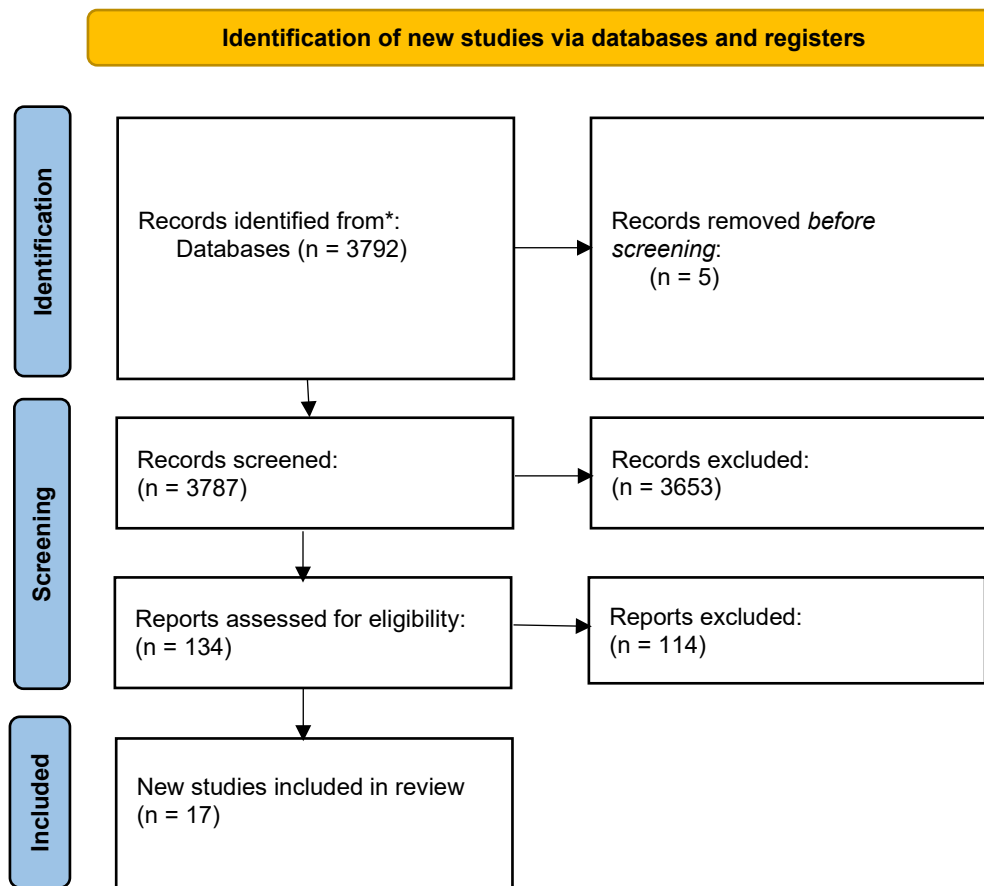 Identification of new studies via databases and registers
Identification
Records identified from*:
Databases (n = 3792)
Records removed before
screening:
(n = 5)
Screening
Records screened:
(n = 3787)
Records excluded:
(n = 3653)
Reports assessed for eligibility:
(n = 134)
Reports excluded:
(n = 114)
Included
New studies included in review
(n = 17)